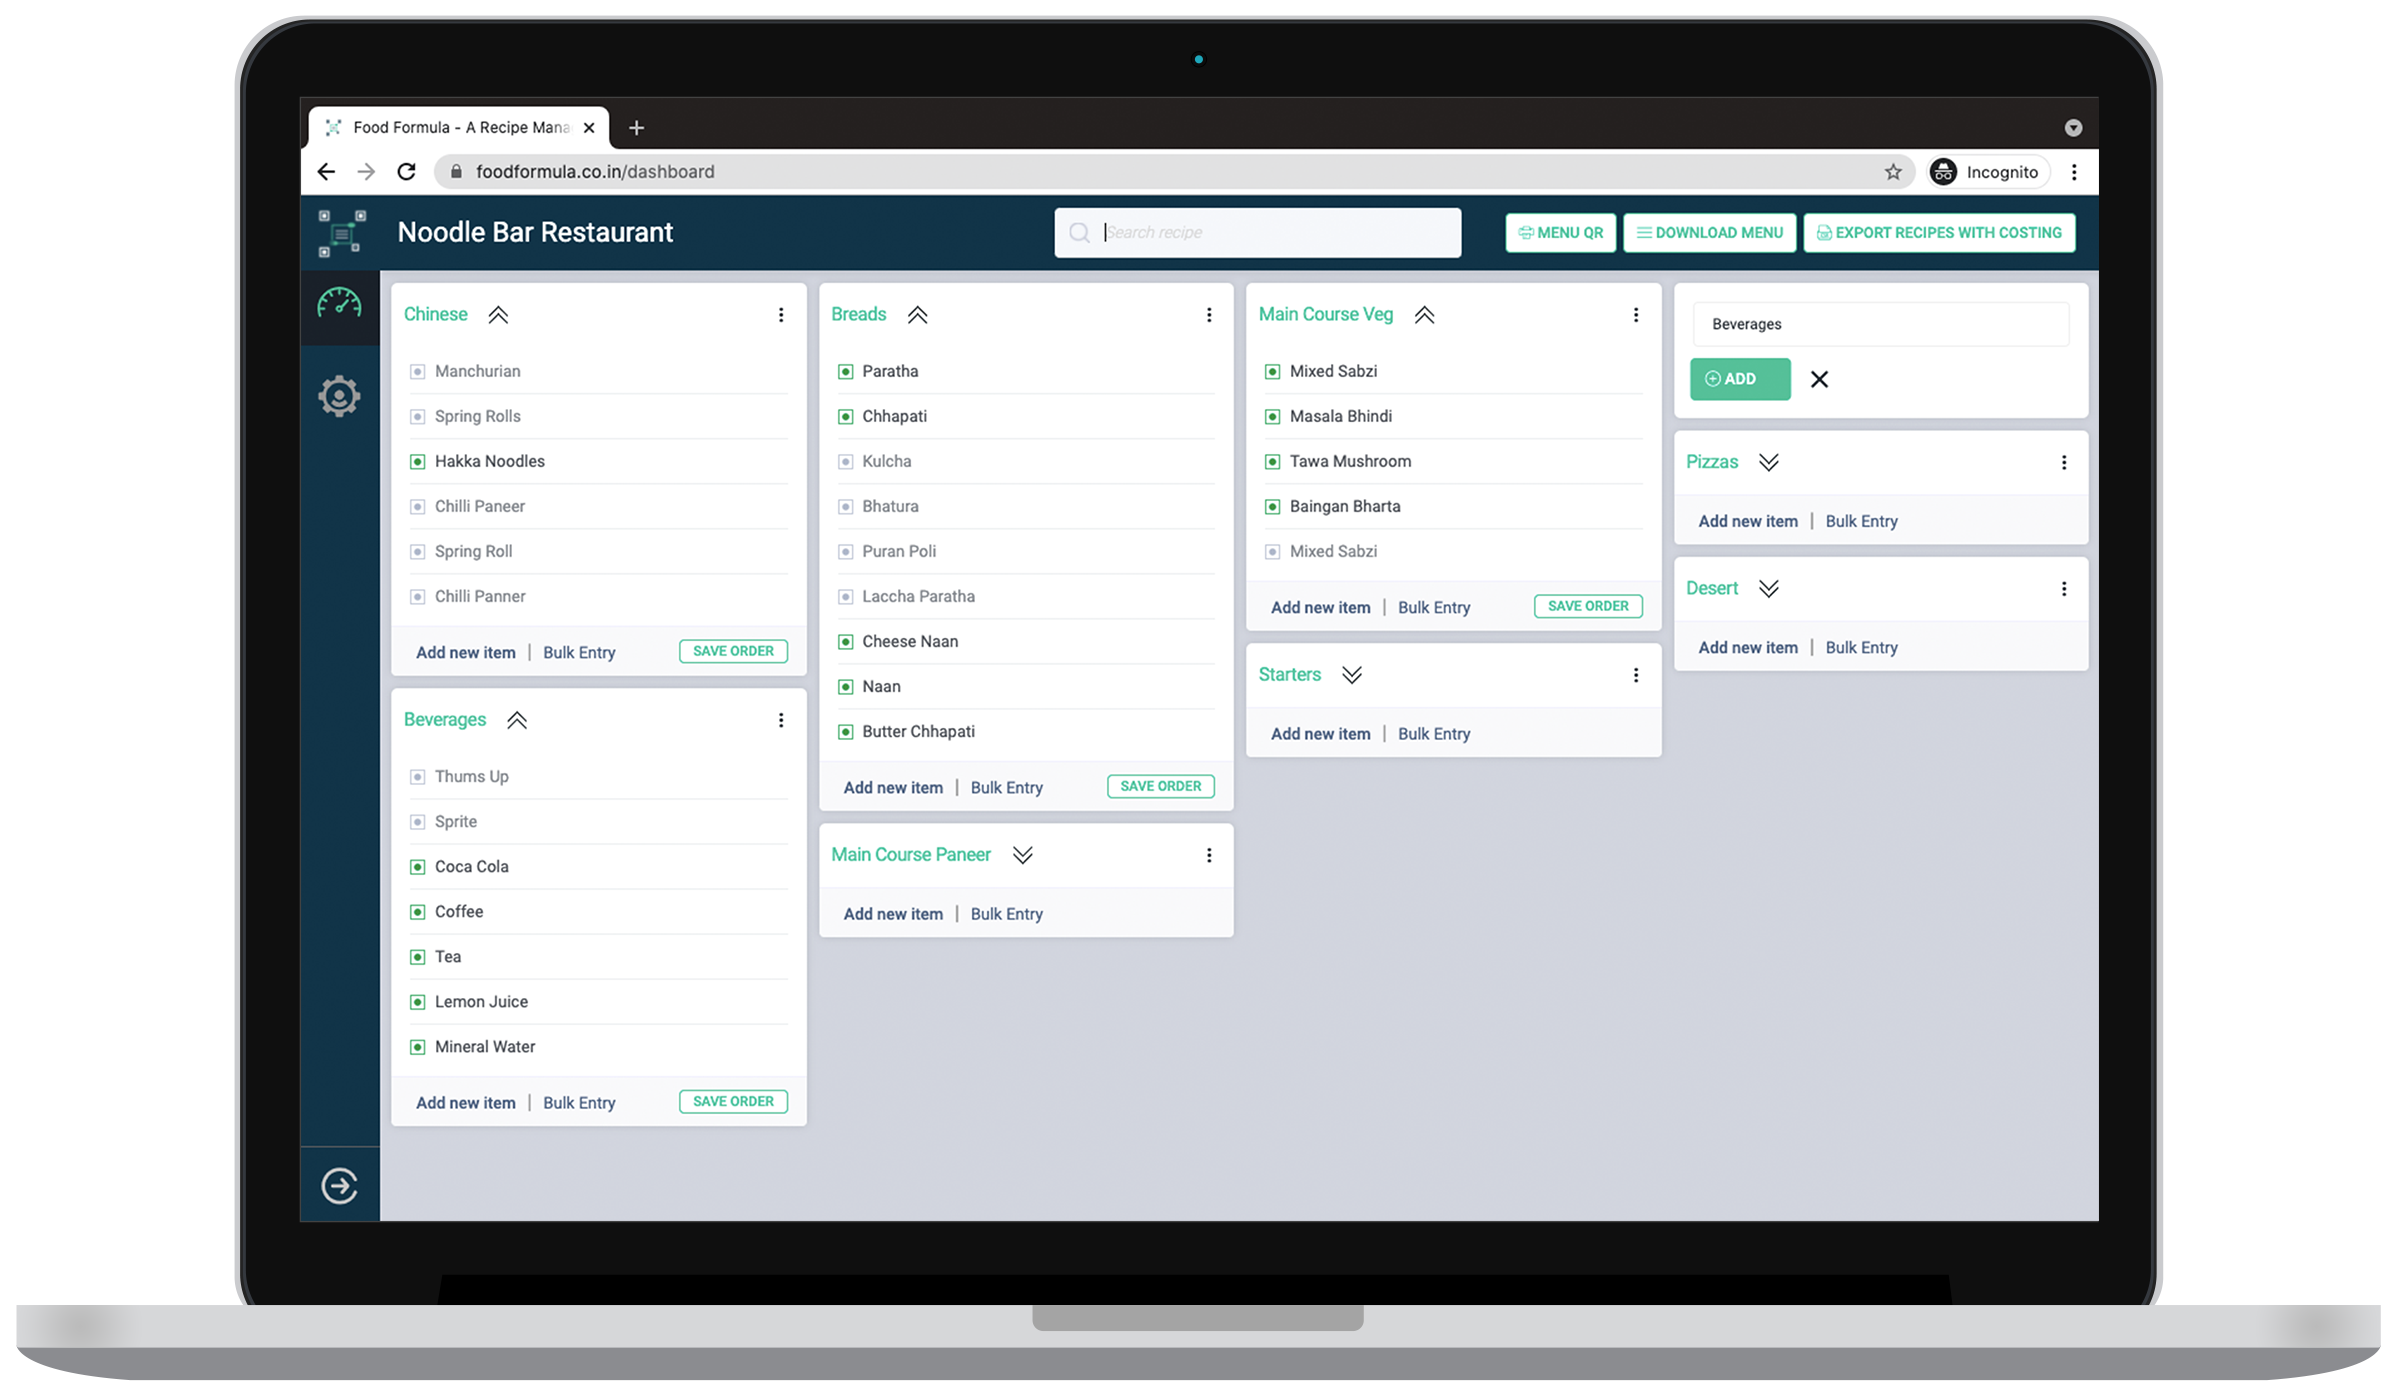 Food Formula - A Recipe Mana
foodformula.co.in/dashboard
Incognito
Noodle Bar Restaurant
Search recipe
MENU QR
DOWNLOAD MENU
EXPORT RECIPES WITH COSTING
Chinese
Manchurian
Spring Rolls
Hakka Noodles
Chilli Paneer
Spring Roll
Chilli Panner
Add new item | Bulk Entry
SAVE ORDER
Beverages
Thums Up
Sprite
Coca Cola
Coffee
Tea
Lemon Juice
Mineral Water
Add new item | Bulk Entry
SAVE ORDER
Breads
Paratha
Chhapati
Kulcha
Bhatura
Puran Poli
Laccha Paratha
Cheese Naan
Naan
Butter Chhapati
Add new item | Bulk Entry
SAVE ORDER
Main Course Paneer
Add new item | Bulk Entry
Main Course Veg
Mixed Sabzi
Masala Bhindi
Tawa Mushroom
Baingan Bharta
Mixed Sabzi
Add new item | Bulk Entry
SAVE ORDER
Starters
Add new item | Bulk Entry
Beverages
ADD
Pizzas
Add new item | Bulk Entry
Desert
Add new item | Bulk Entry